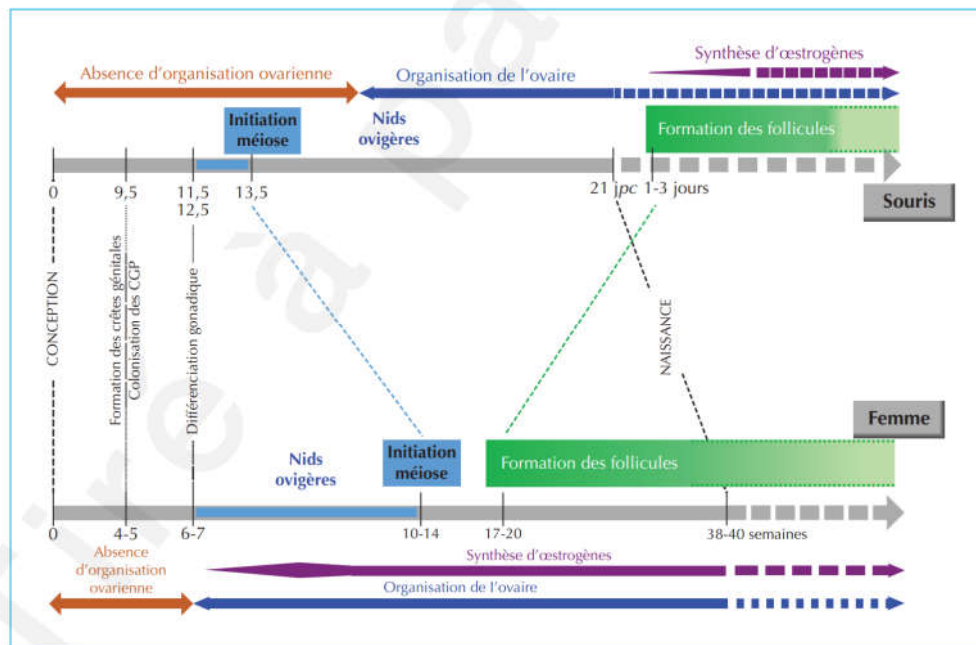 Synthèse d'œstrogènes
Absence d'organisation ovarienne
Organisation de l'ovaire
Initiation
méiose
Nids
ovigères
Formation des follicules
0
9,5
11,5
12,5
13,5
21 jpc
1-3 jours
Souris
CONCEPTION
Formation des crêtes génitales
Colonisation des CGP
Différenciation gonadique
NAISSANCE
Femme
Nids
ovigères
Initiation
méiose
Formation des follicules
0
4-5
6-7
10-14
17-20
38-40 semaines
Absence
d'organisation
ovarienne
Synthèse d'œstrogènes
Organisation de l'ovaire